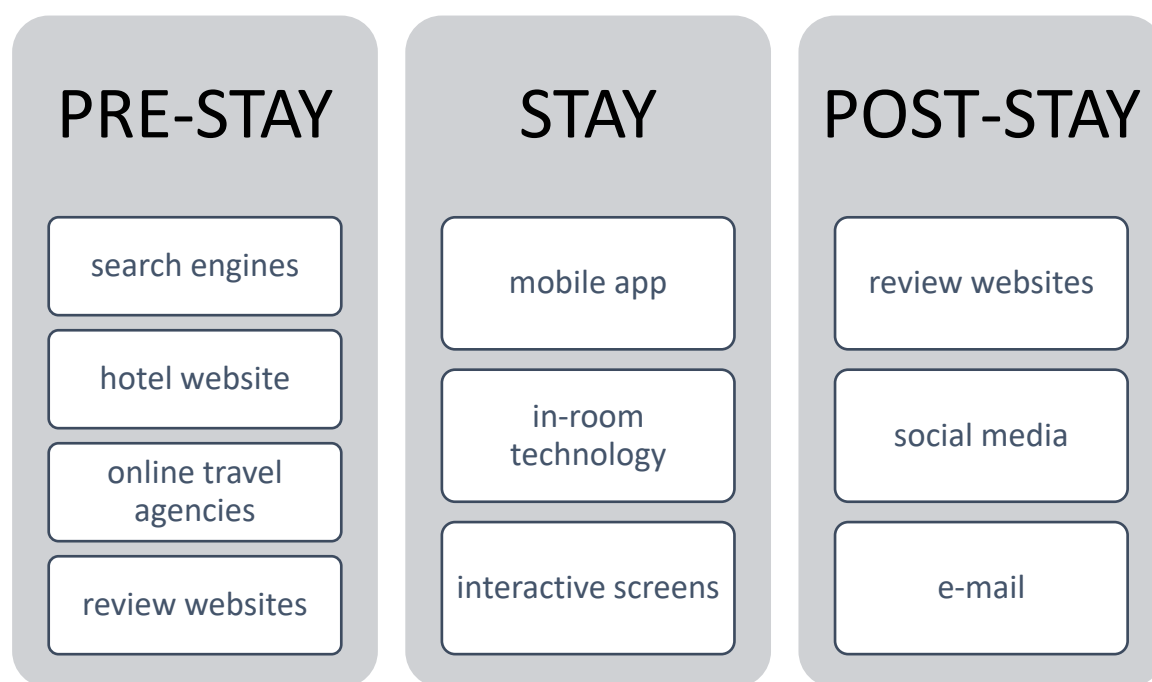 PRE-STAY
search engines
hotel website
online travel
agencies
review websites
STAY
mobile app
in-room
technology
interactive screens
POST-STAY
review websites
social media
e-mail